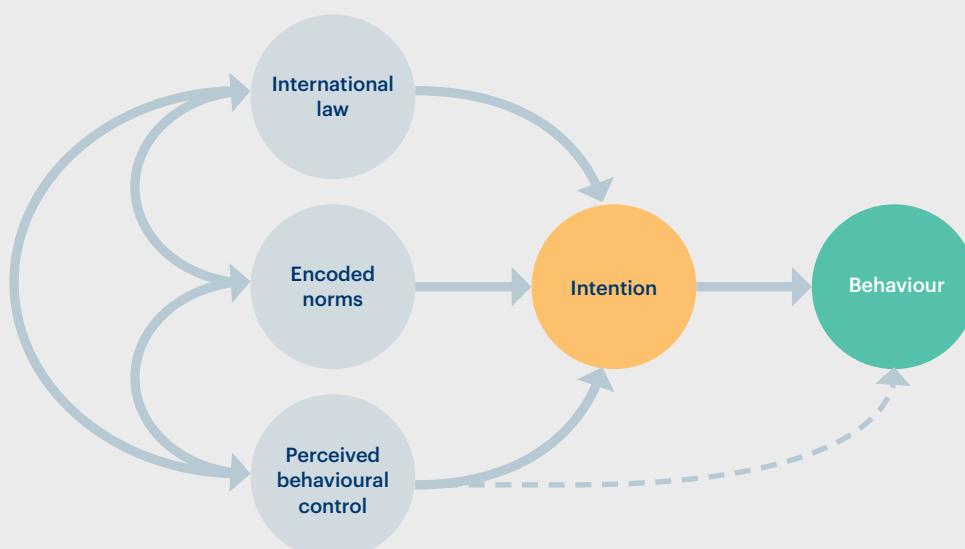 International
law
Encoded
norms
Intention
Behaviour
Perceived
behavioural
control